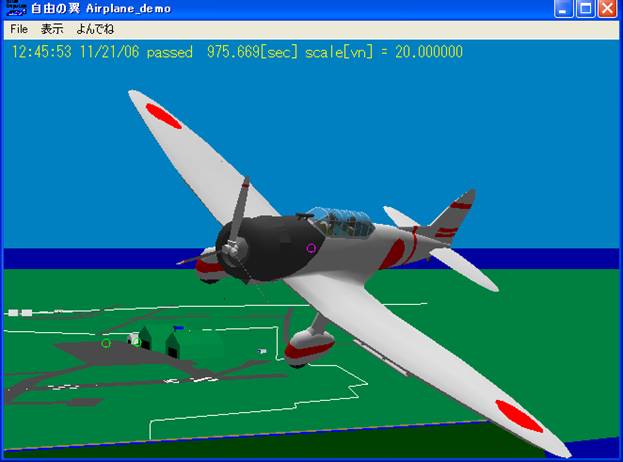 自由の翼 Airplane_demo
File 表示 よんでね
12:45:53 11/21/06 passed 975.669[sec] scale[vn] = 20.000000